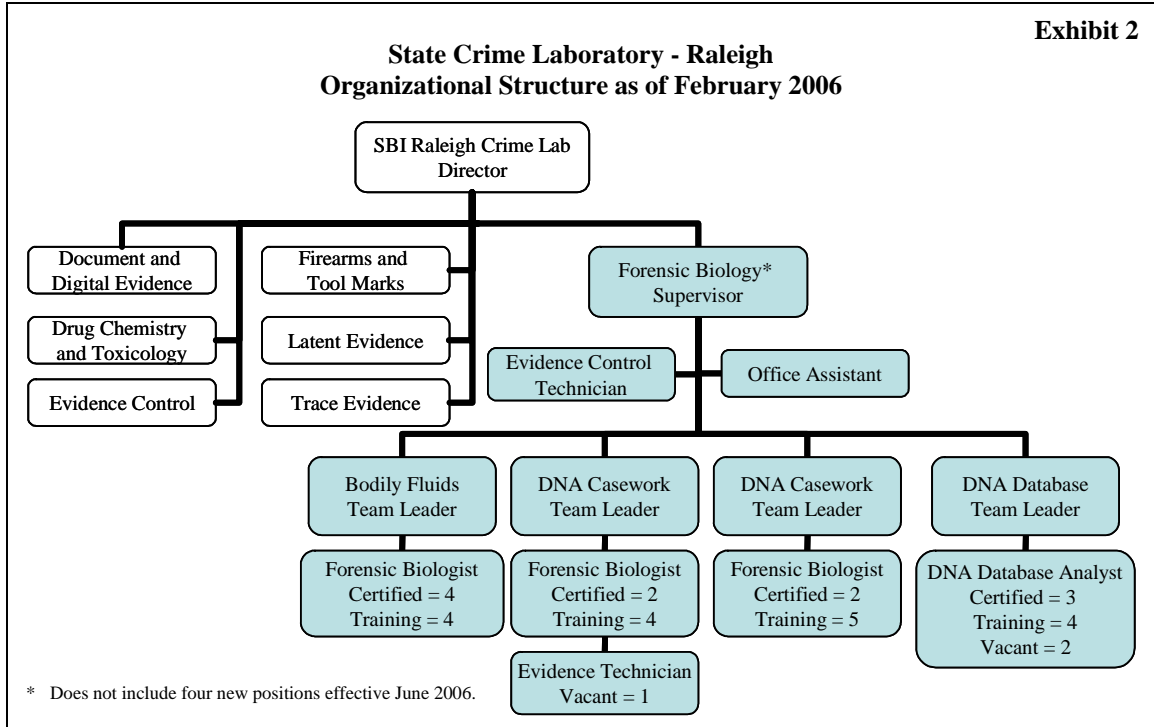 Exhibit 2
State Crime Laboratory - Raleigh
Organizational Structure as of February 2006
SBI Raleigh Crime Lab
Director
Document and
Digital Evidence
Firearms and
Tool Marks
Forensic Biology*
Supervisor
Drug Chemistry
and Toxicology
Latent Evidence
Evidence Control
Technician
Office Assistant
Evidence Control
Trace Evidence
Bodily Fluids
Team Leader
DNA Casework
Team Leader
DNA Casework
Team Leader
DNA Database
Team Leader
Forensic Biologist
Certified = 4
Training = 4
Forensic Biologist
Certified = 2
Training = 4
Forensic Biologist
Certified = 2
Training = 5
DNA Database Analyst
Certified = 3
Training = 4
Vacant = 2
Evidence Technician
Vacant = 1
* Does not include four new positions effective June 2006.